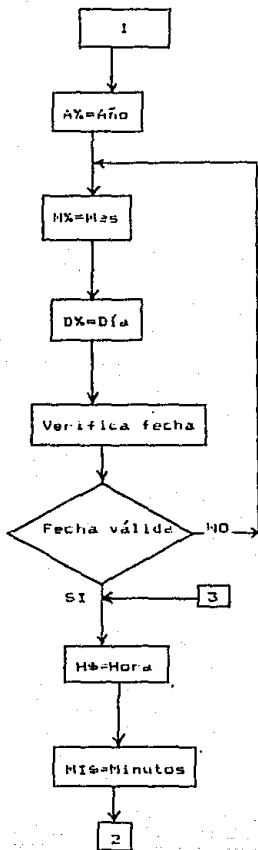 1
A%=Año
M%=Mes
D%=Día
Verifica fecha
Fecha válida
NO
SI
3
H$=Hora
MI$=Minutos
2